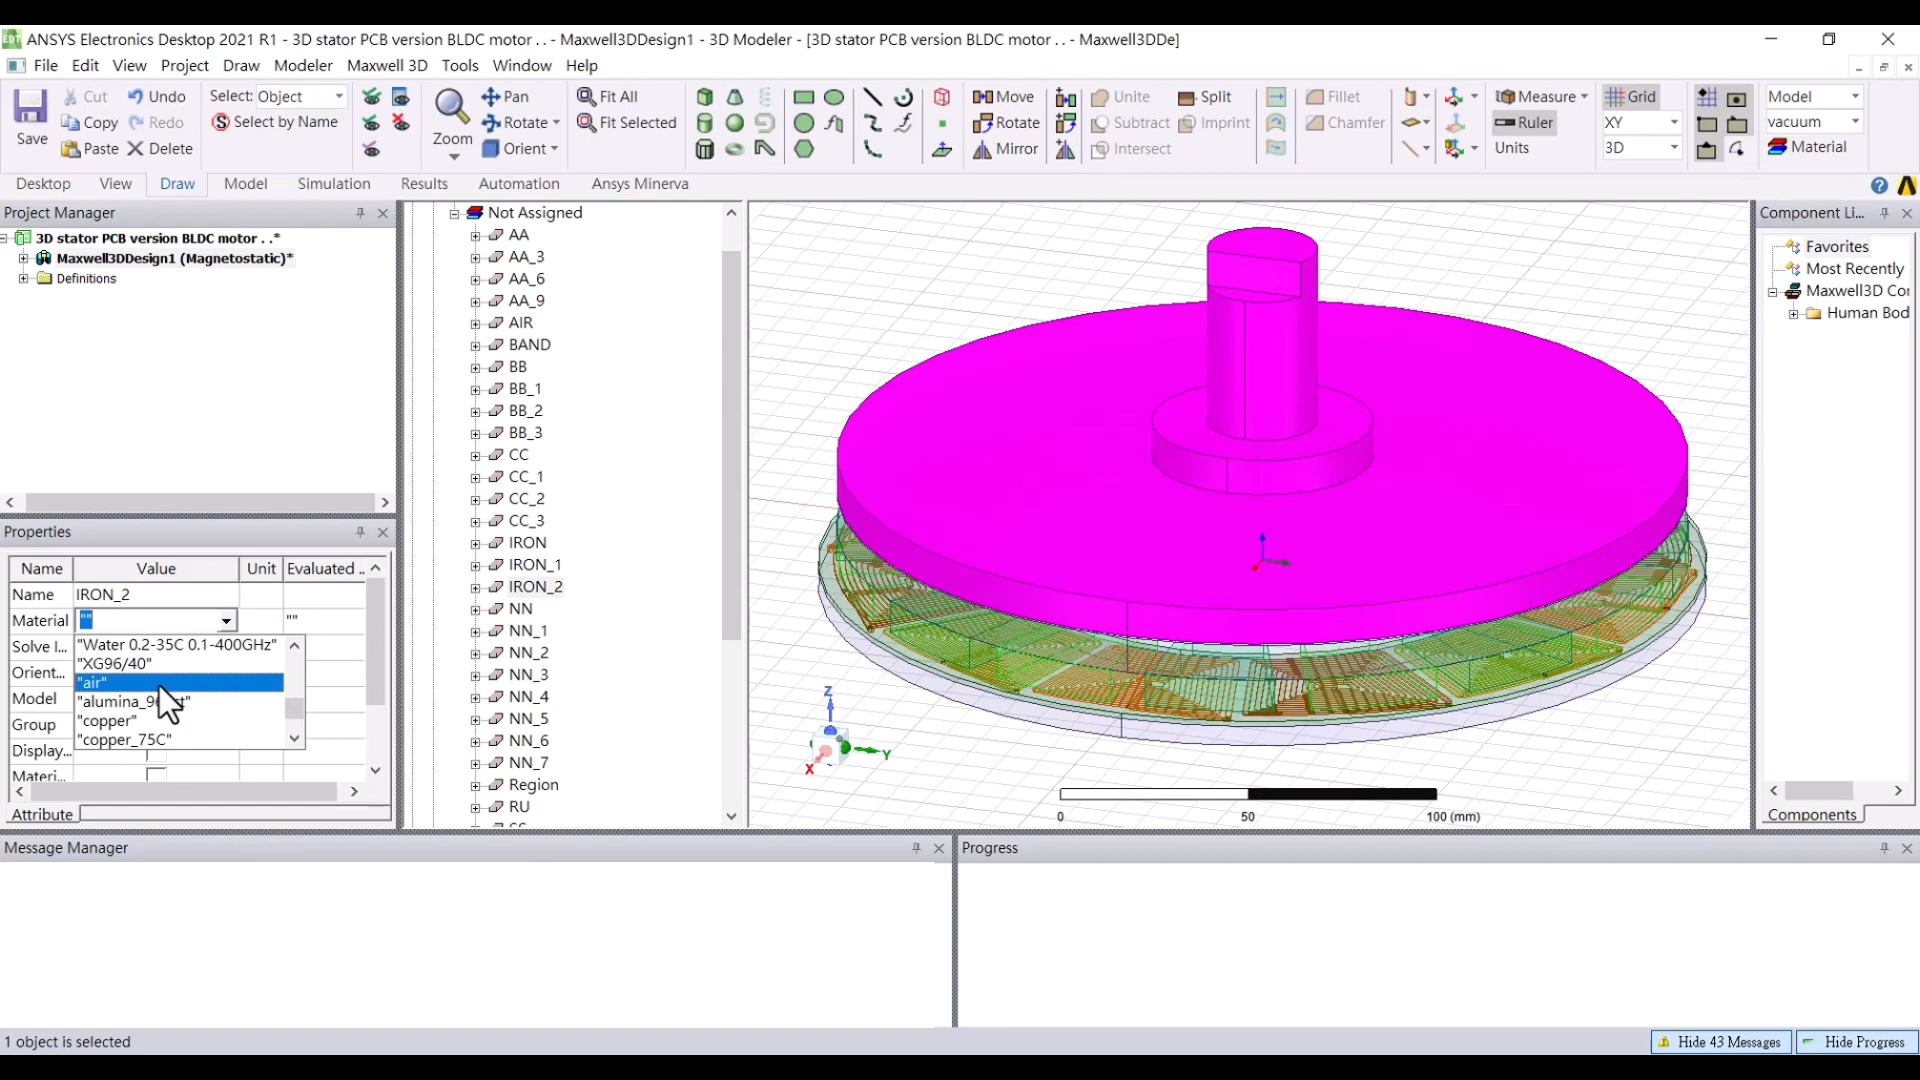 ANSYS Electronics Desktop 2021 R1 - 3D stator PCB version BLDC motor . . - Maxwell3DDesign1 - 3D Modeler - [3D stator PCB version BLDC motor . . - Maxwell3DDe]
File Edit View Project Draw Modeler Maxwell 3D Tools Window Help
Save
Cut
Copy
Paste
Undo
Redo
Delete
Select: Object
Select by Name
Zoom
Pan
Rotate
Orient
Fit All
Fit Selected
Move
Rotate
Mirror
Unite
Subtract
Intersect
Split
Imprint
Fillet
Chamfer
Measure
Ruler
Units
Grid
XY
3D
Model
vacuum
Material
Desktop View Draw Model Simulation Results Automation Ansys Minerva
Project Manager
3D stator PCB version BLDC motor . .*
Maxwell3DDesign1 (Magnetostatic)*
Definitions
Properties
Name Value Unit Evaluated ..
Name IRON_2
Material "" ""
Solve I...
Orient...
Model
Group
Display...
Materi...
"Water 0.2-35C 0.1-400GHz"
"XG96/40"
"air"
"copper"
"copper_75C"
Attribute
Not Assigned
AA
AA_3
AA_6
AA_9
AIR
BAND
BB
BB_1
BB_2
BB_3
CC
CC_1
CC_2
CC_3
IRON
IRON_1
IRON_2
NN
NN_1
NN_2
NN_3
NN_4
NN_5
NN_6
NN_7
Region
RU
Z
Y
X
0 50 100 (mm)
Component Li...
Favorites
Most Recently
Maxwell3D Cor
Human Bod
Components
Message Manager
Progress
1 object is selected
Hide 43 Messages
Hide Progress